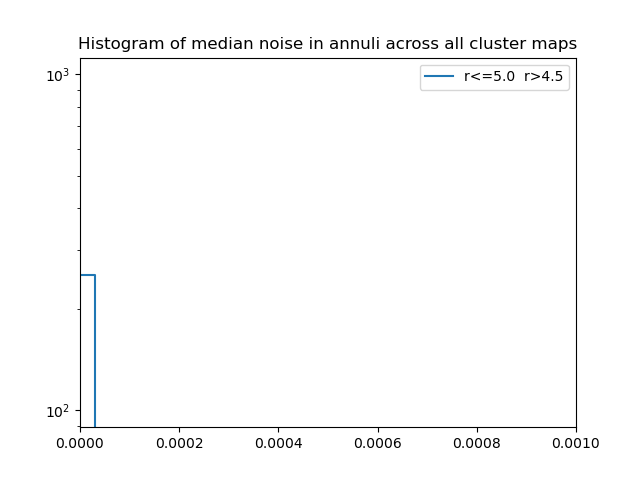 Histogram of median noise in annuli across all cluster maps
10³
r<=5.0  r>4.5
10²
0.0000 0.0002 0.0004 0.0006 0.0008 0.0010